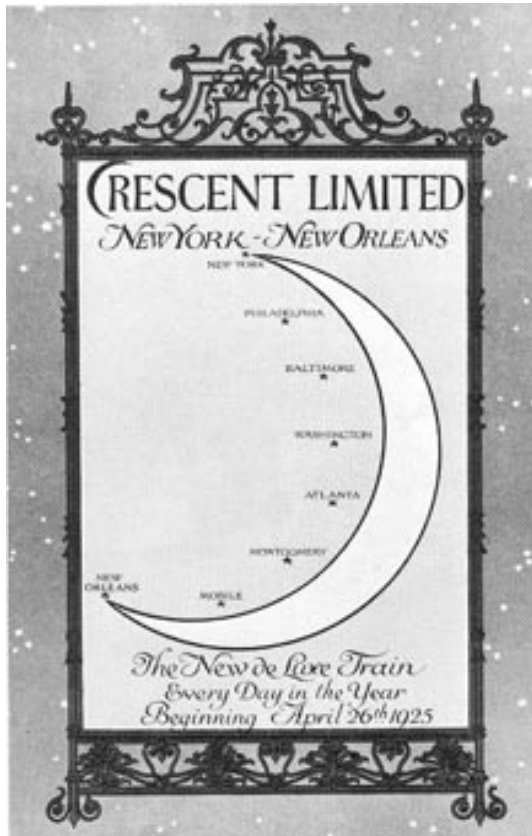 CRESCENT LIMITED
NEW YORK - NEW ORLEANS
NEW YORK
PHILADELPHIA
BALTIMORE
WASHINGTON
ATLANTA
MONTGOMERY
NEW
ORLEANS
MOBILE
The New de Luxe Train
Every Day in the Year
Beginning April 26th 1925